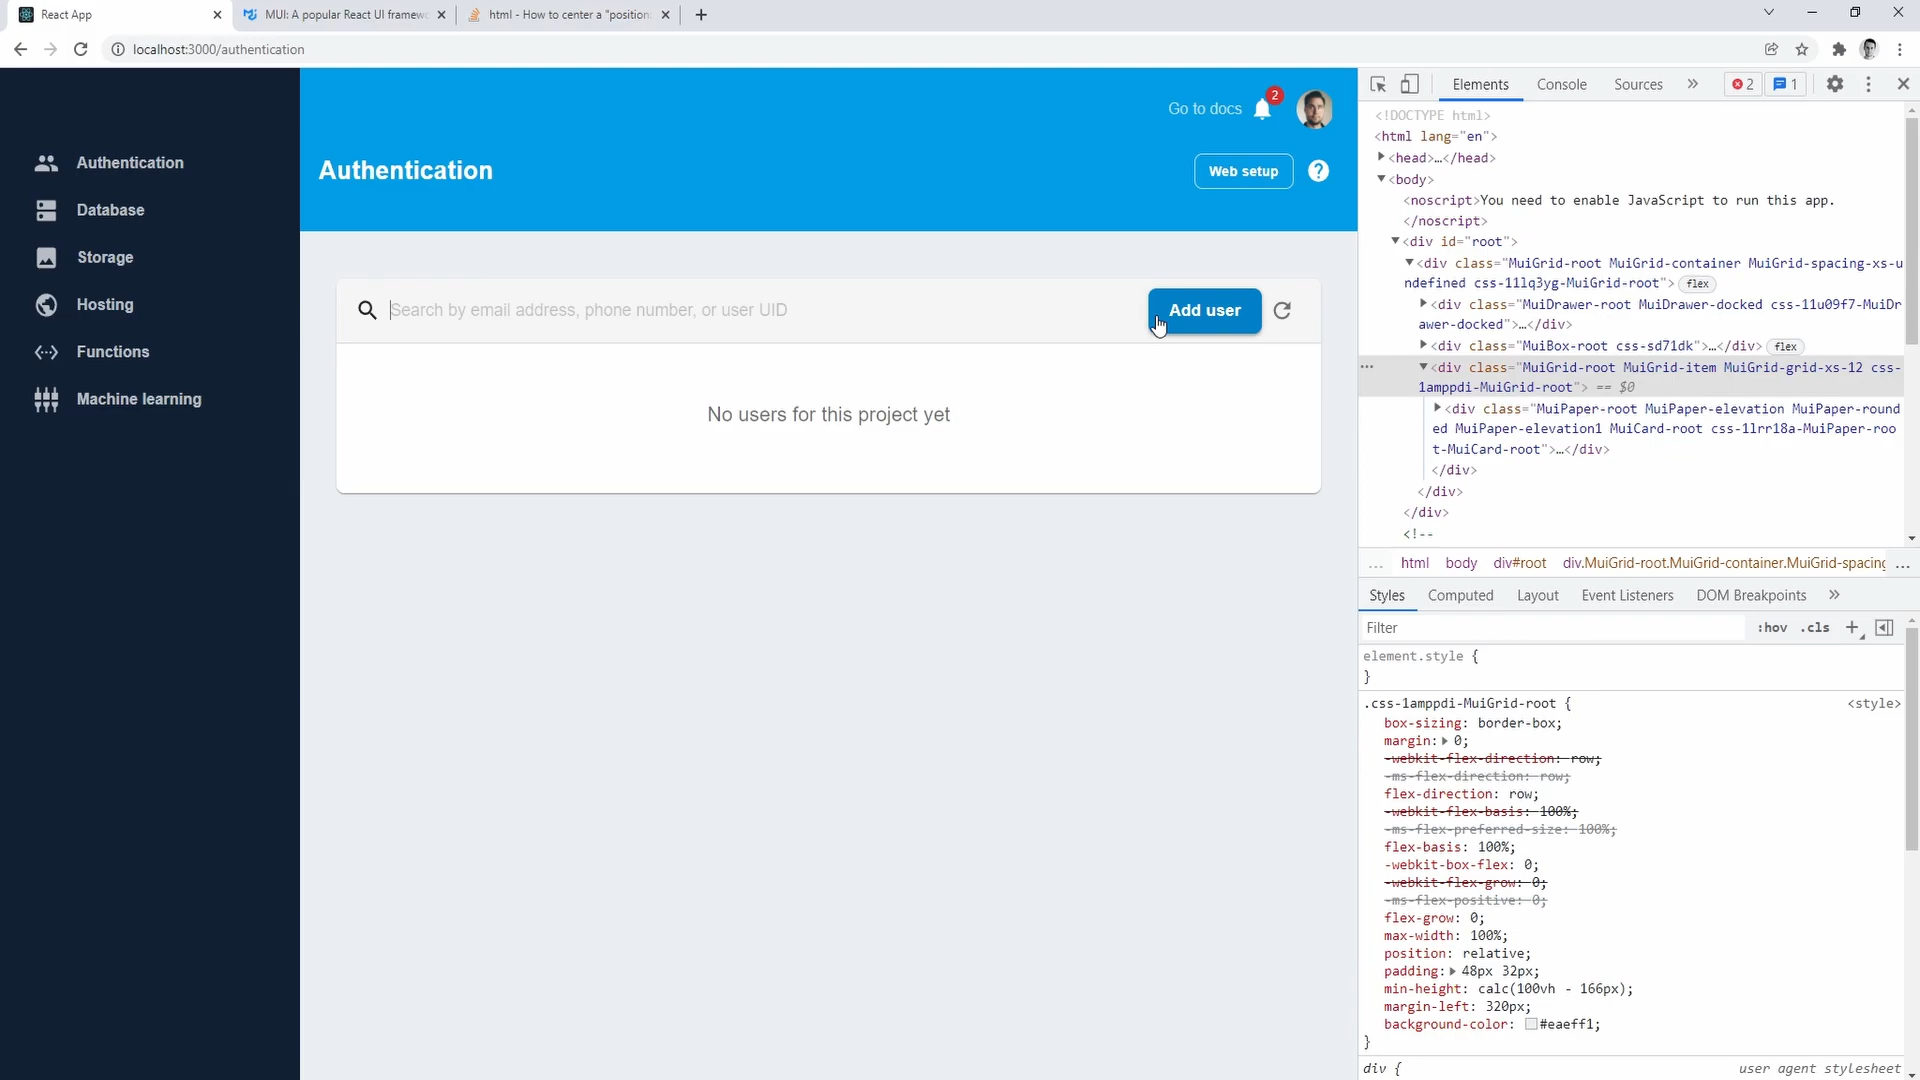 React App
MUI: A popular React UI framewo
html - How to center a "position:
localhost:3000/authentication
Authentication
Database
Storage
Hosting
Functions
Machine learning
Go to docs
2
Authentication
Web setup
?
Search by email address, phone number, or user UID
Add user
No users for this project yet
Elements
Console
Sources
2
1
<!DOCTYPE html>
<html lang="en">
<head>…</head>
<body>
<noscript>You need to enable JavaScript to run this app.
</noscript>
<div id="root">
<div class="MuiGrid-root MuiGrid-container MuiGrid-spacing-xs-u
ndefined css-11lq3yg-MuiGrid-root"> flex
<div class="MuiDrawer-root MuiDrawer-docked css-11u09f7-MuiDr
awer-docked">…</div>
<div class="MuiBox-root css-sd71dk">…</div> flex
<div class="MuiGrid-root MuiGrid-item MuiGrid-grid-xs-12 css-
1amppdi-MuiGrid-root"> == $0
<div class="MuiPaper-root MuiPaper-elevation MuiPaper-round
ed MuiPaper-elevation1 MuiCard-root css-1lrr18a-MuiPaper-roo
t-MuiCard-root">…</div>
</div>
</div>
</div>
<!--
… html body div#root div.MuiGrid-root.MuiGrid-container.MuiGrid-spacing …
Styles
Computed
Layout
Event Listeners
DOM Breakpoints
Filter
:hov .cls
element.style {
}
.css-1amppdi-MuiGrid-root { <style>
box-sizing: border-box;
margin: 0;
-webkit-flex-direction: row;
-ms-flex-direction: row;
flex-direction: row;
-webkit-flex-basis: 100%;
-ms-flex-preferred-size: 100%;
flex-basis: 100%;
-webkit-box-flex: 0;
-webkit-flex-grow: 0;
-ms-flex-positive: 0;
flex-grow: 0;
max-width: 100%;
position: relative;
padding: 48px 32px;
min-height: calc(100vh - 166px);
margin-left: 320px;
background-color: #eaeff1;
}
div { user agent stylesheet